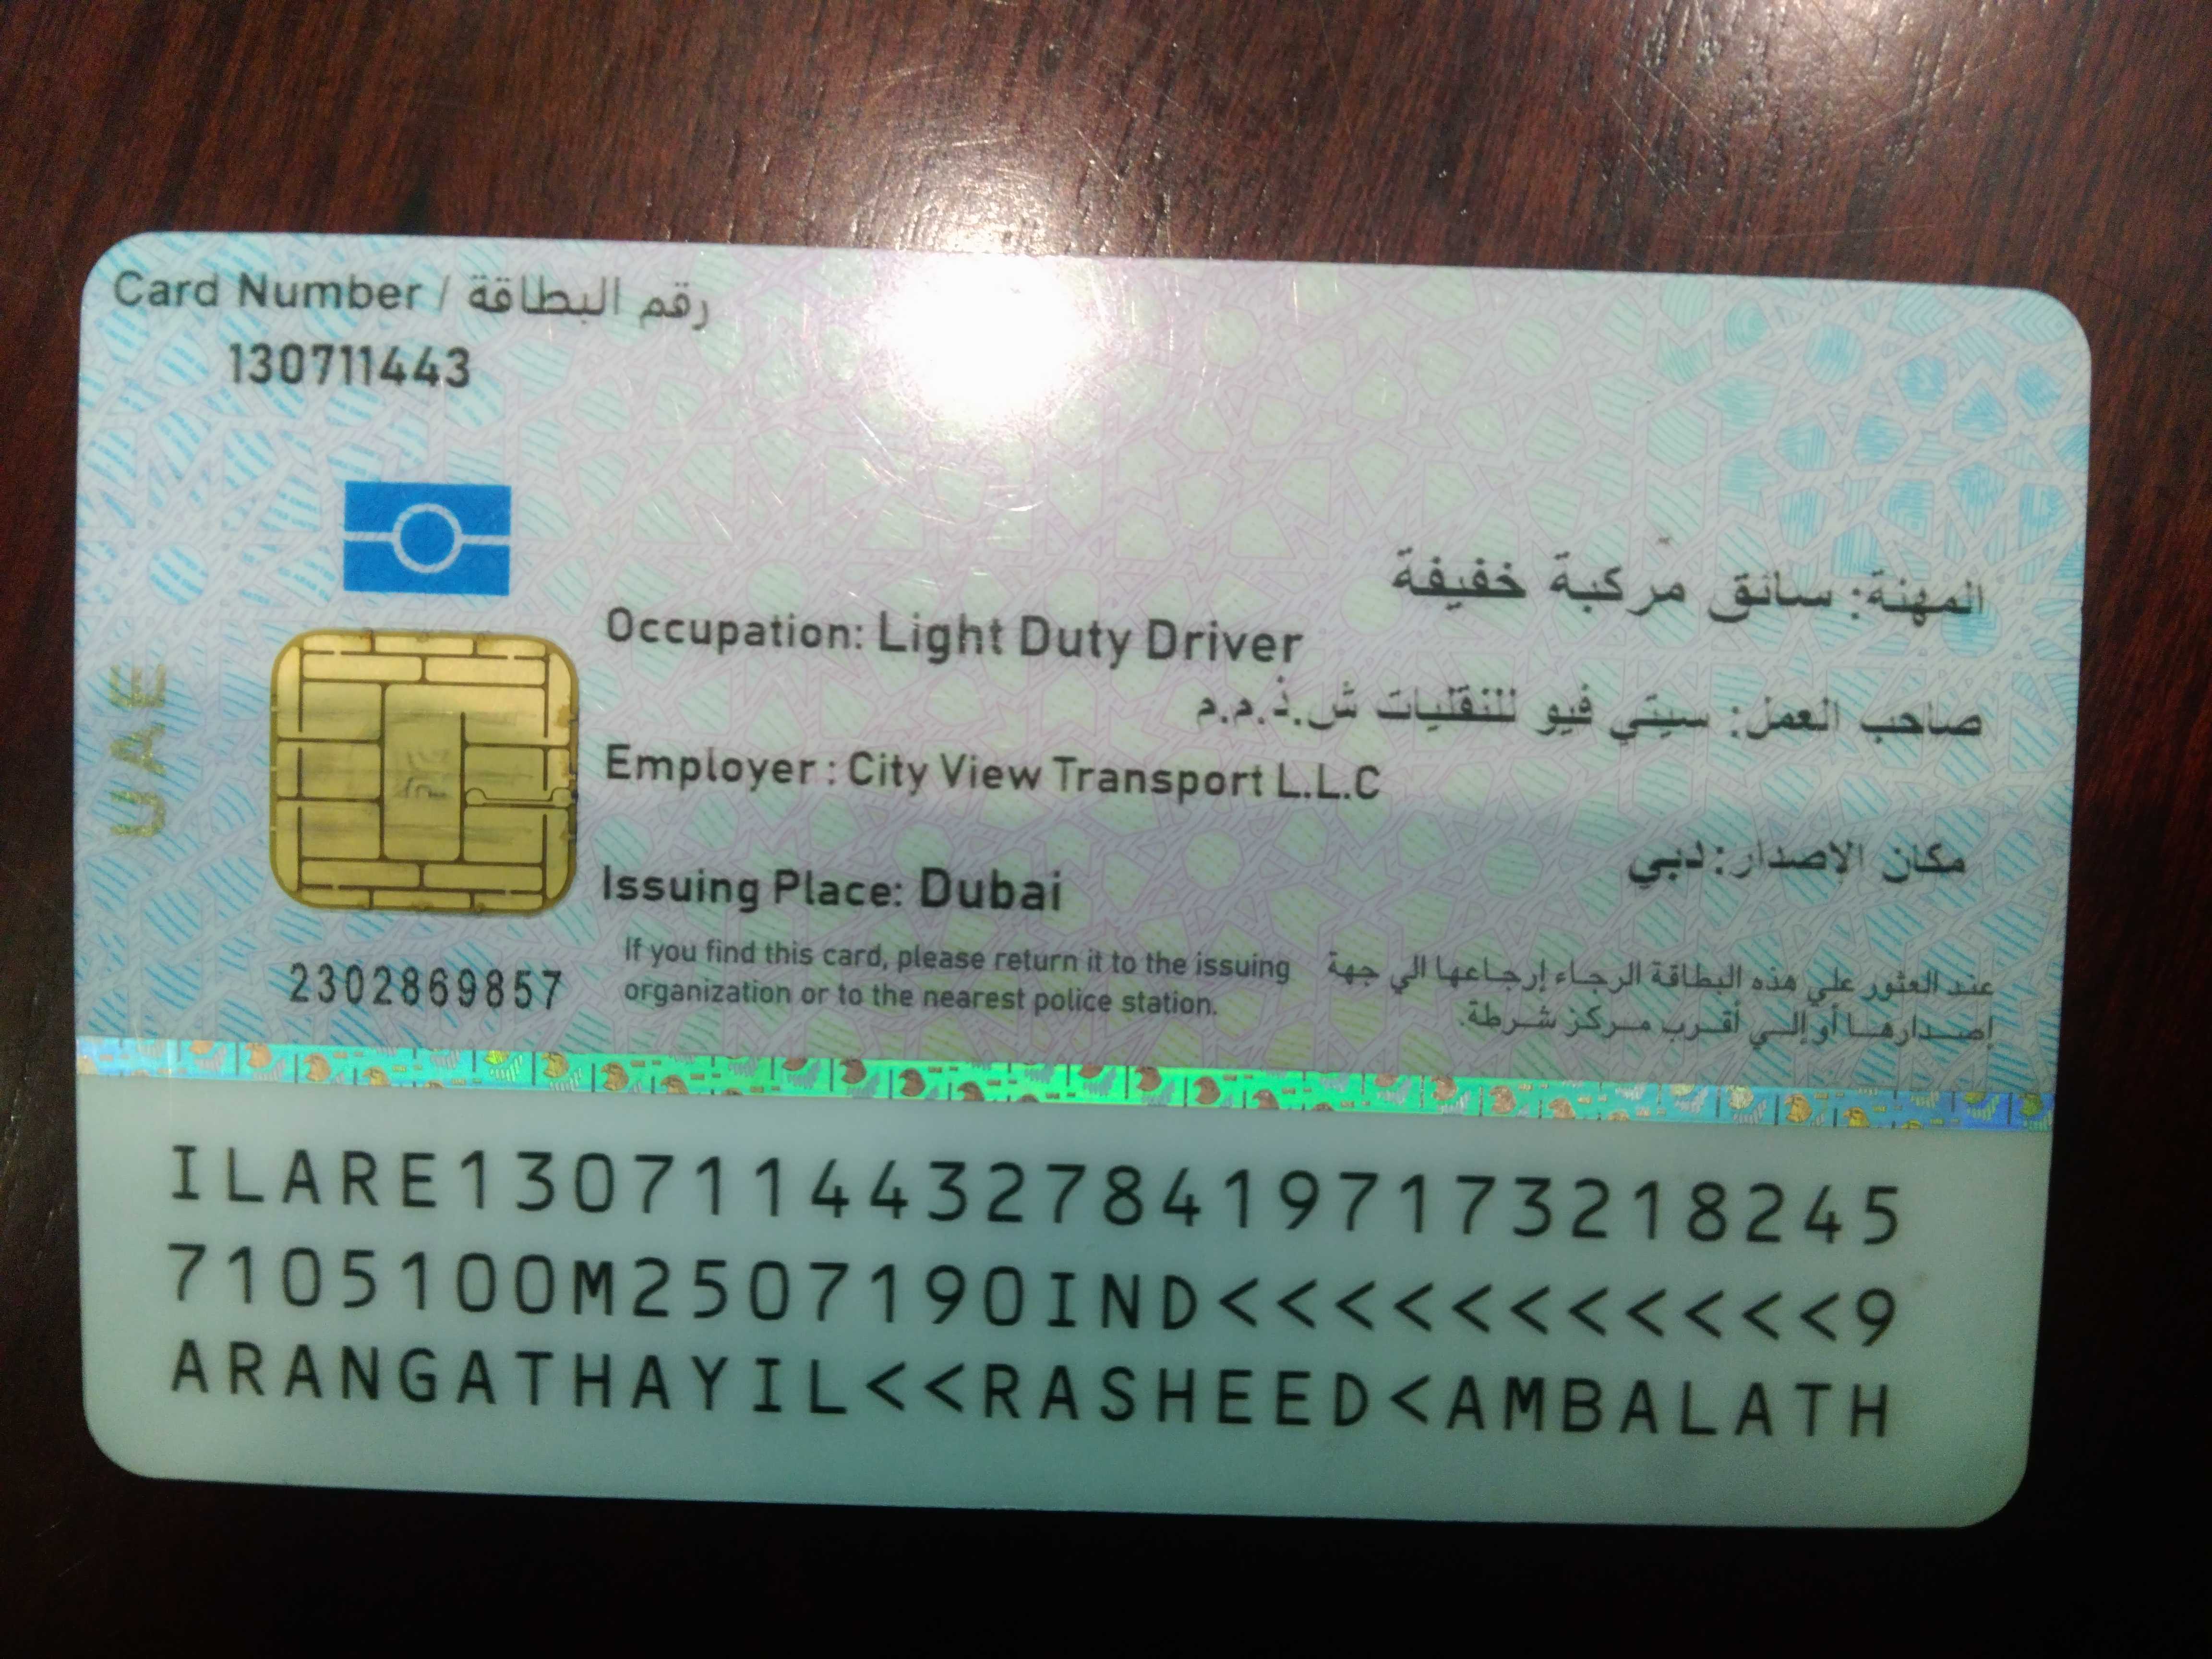 Card Number / رقم البطاقة
130711443
المهنة: سائق مركبة خفيفة
Occupation: Light Duty Driver
صاحب العمل: سيتي فيو للنقليات ش.ذ.م.م
Employer : City View Transport L.L.C
مكان الاصدار: دبي
Issuing Place: Dubai
UAE
2302869857
If you find this card, please return it to the issuing
organization or to the nearest police station.
عند العثور علي هذه البطاقة الرجاء إرجاعها الي جهة
إصدارها أو إلي أقرب مركز شرطة.
ILARE1307114432784197173218245
7105100M2507190IND<<<<<<<<<<<9
ARANGATHAYIL<<RASHEED<AMBALATH